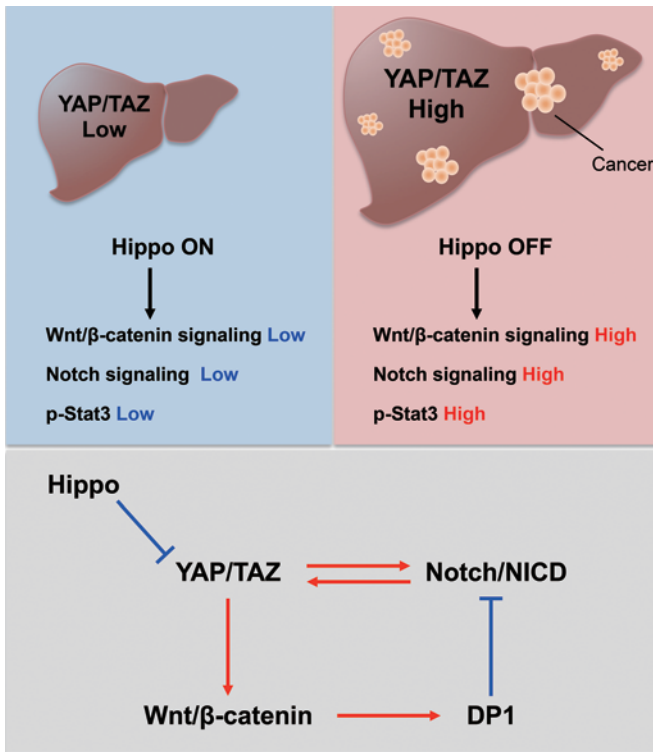 YAP/TAZ
Low
YAP/TAZ
High
Cancer
Hippo ON
Wnt/β-catenin signaling Low
Notch signaling Low
p-Stat3 Low
Hippo OFF
Wnt/β-catenin signaling High
Notch signaling High
p-Stat3 High
Hippo
YAP/TAZ
Notch/NICD
Wnt/β-catenin
DP1